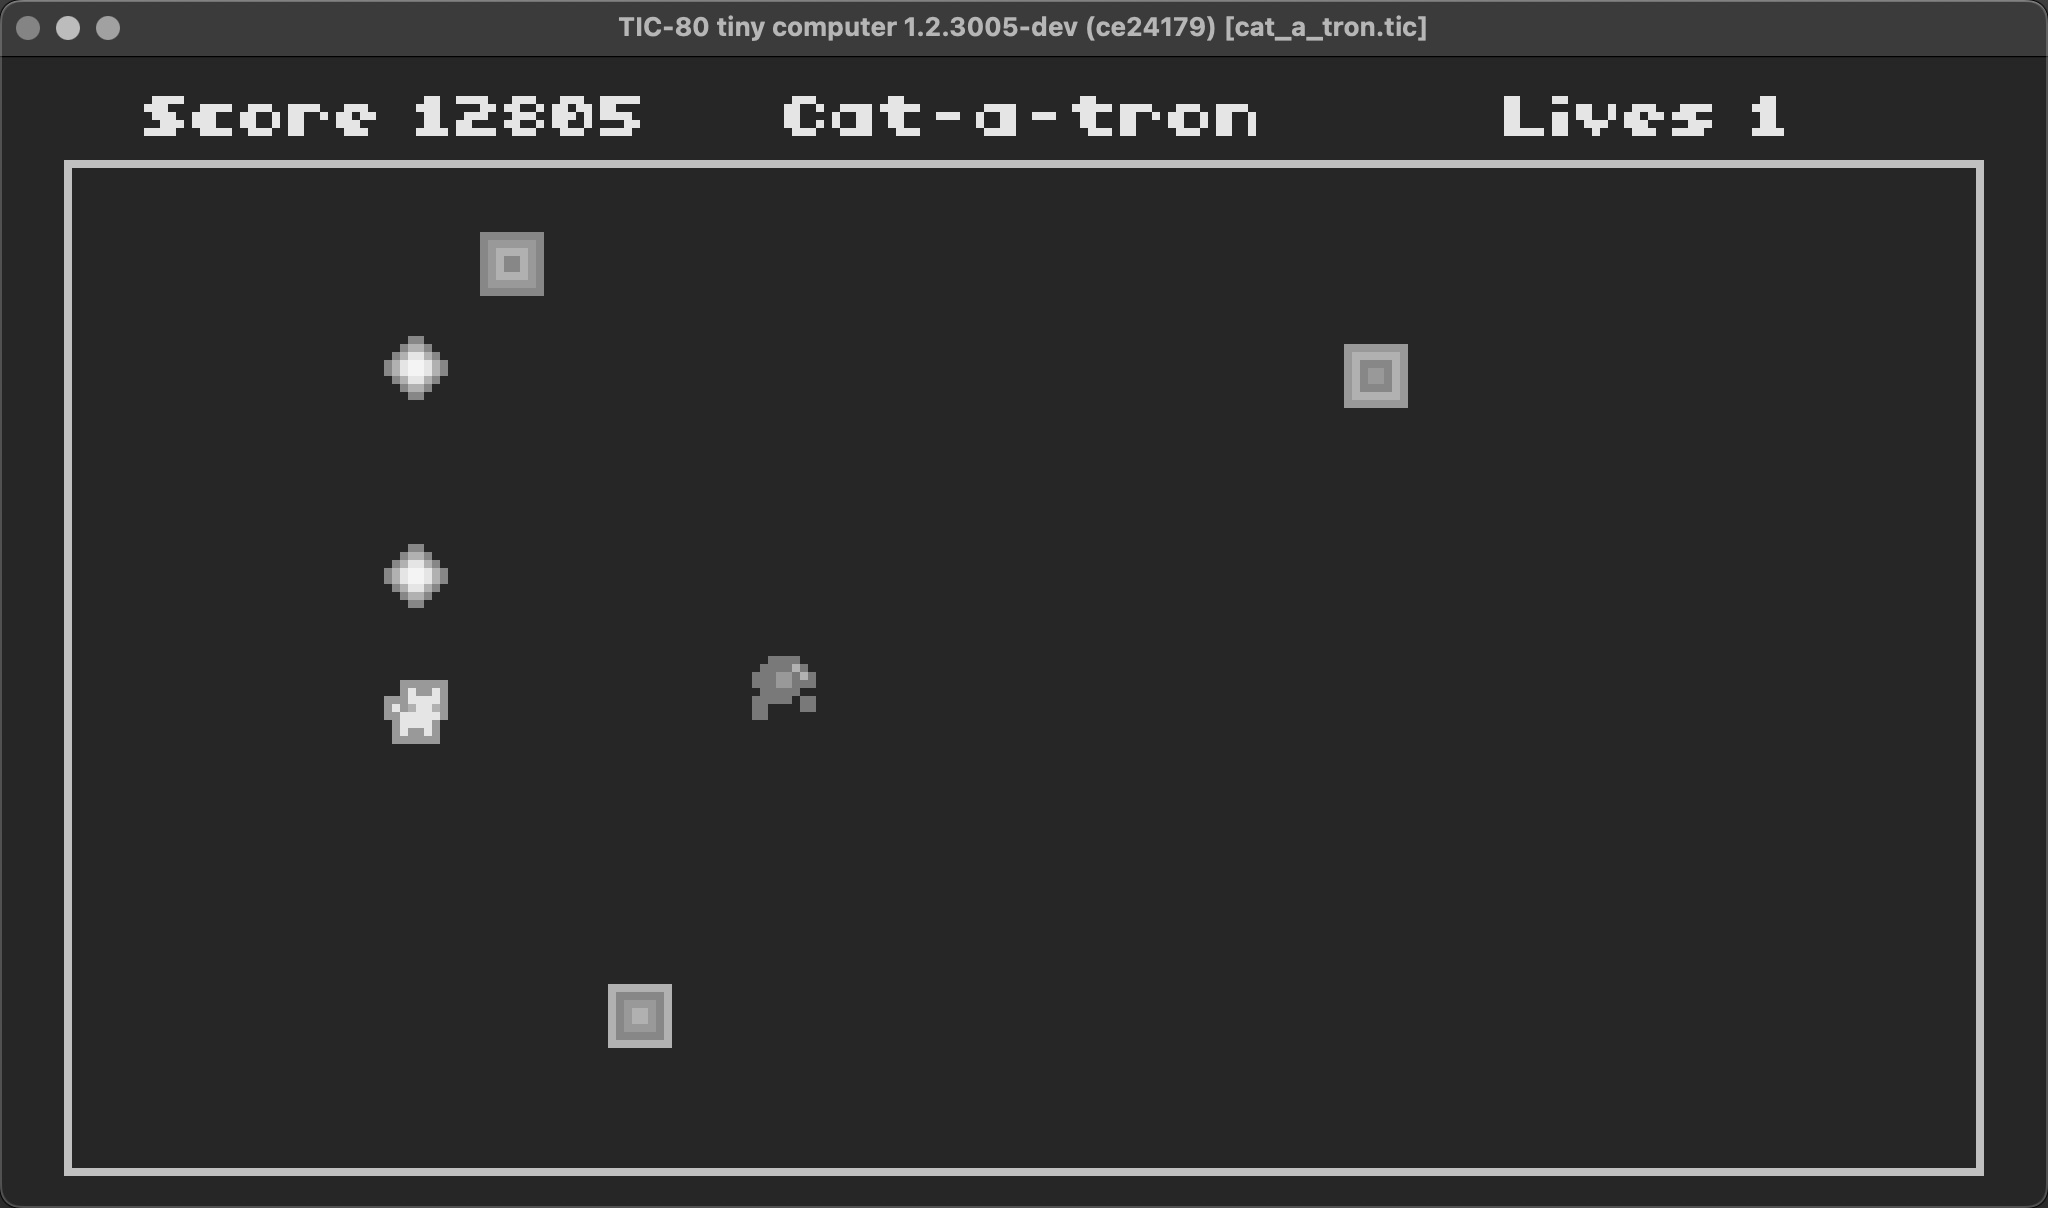 TIC-80 tiny computer 1.2.3005-dev (ce24179) [cat_a_tron.tic]
Score 12805 Cat-a-tron Lives 1